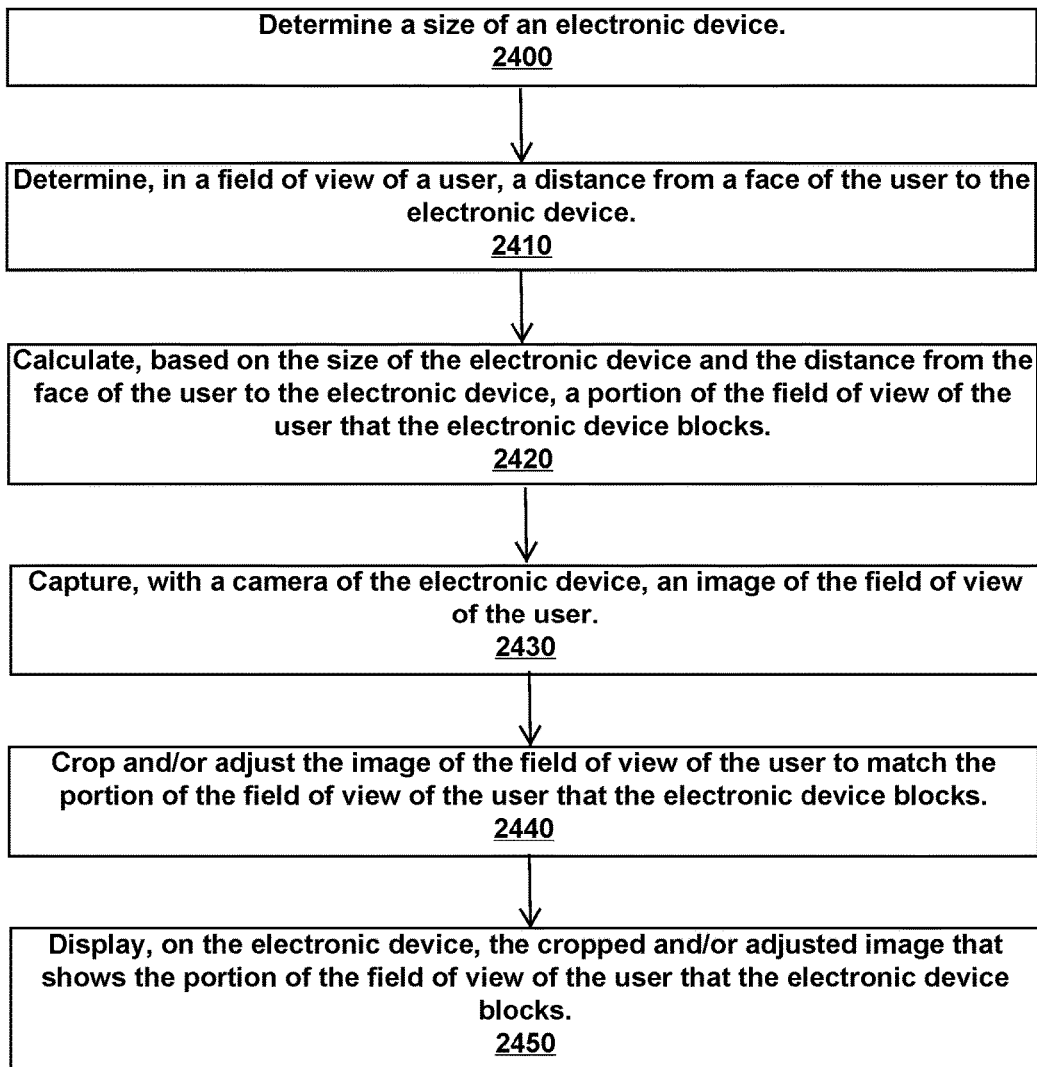 Determine a size of an electronic device.
2400
Determine, in a field of view of a user, a distance from a face of the user to the
electronic device.
2410
Calculate, based on the size of the electronic device and the distance from the
face of the user to the electronic device, a portion of the field of view of the
user that the electronic device blocks.
2420
Capture, with a camera of the electronic device, an image of the field of view
of the user.
2430
Crop and/or adjust the image of the field of view of the user to match the
portion of the field of view of the user that the electronic device blocks.
2440
Display, on the electronic device, the cropped and/or adjusted image that
shows the portion of the field of view of the user that the electronic device
blocks.
2450